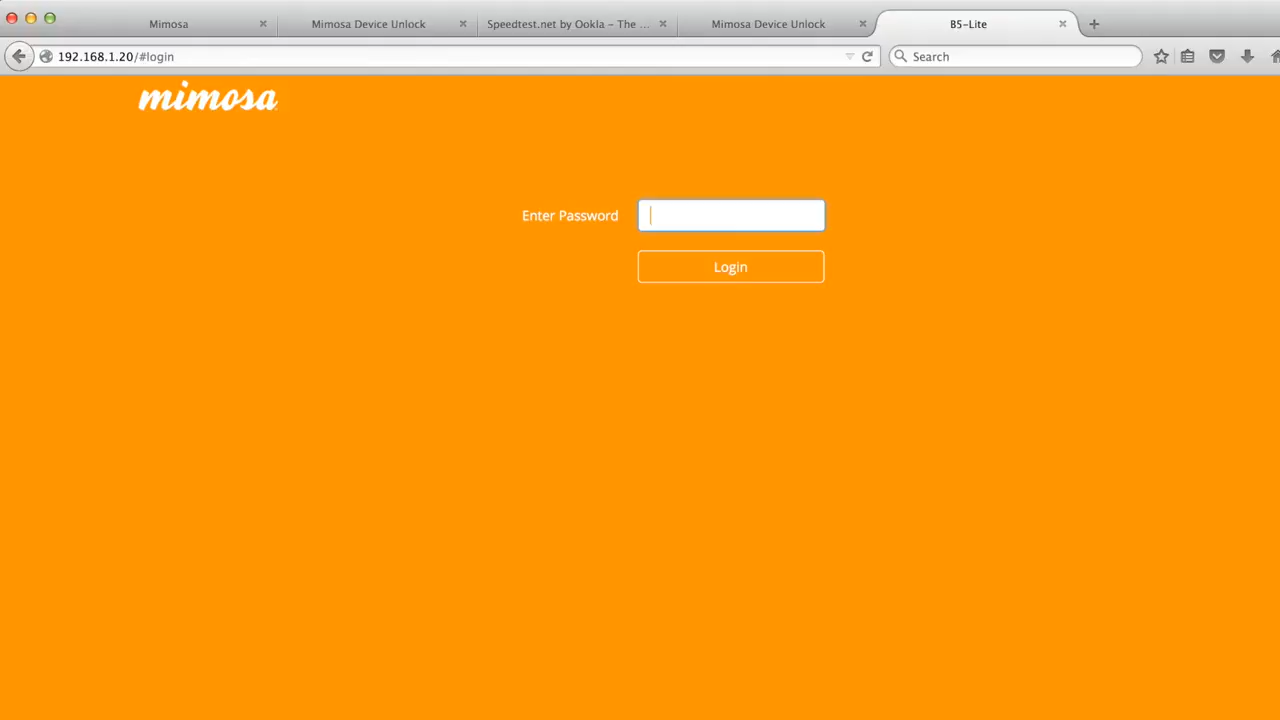 Mimosa
Mimosa Device Unlock
Speedtest.net by Ookla – The ...
Mimosa Device Unlock
B5-Lite
192.168.1.20/#login
Search
mimosa
Enter Password
Login